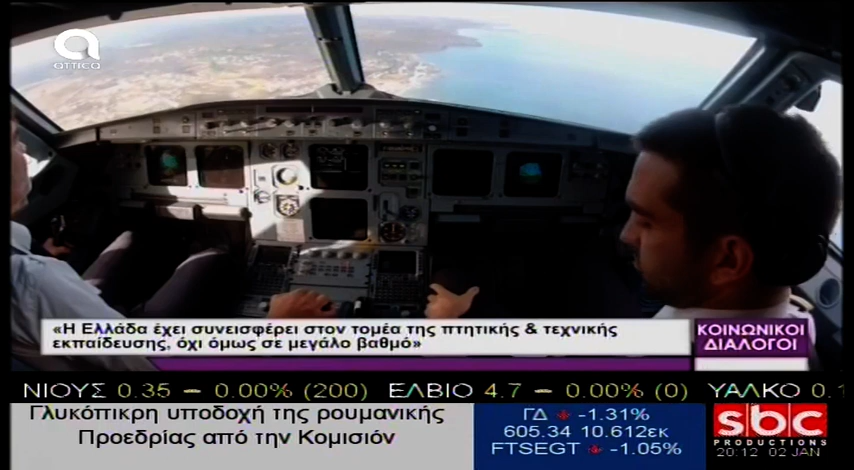 ATTICA
«Η Ελλάδα έχει συνεισφέρει στον τομέα της πτητικής & τεχνικής
εκπαίδευσης, όχι όμως σε μεγάλο βαθμό»
ΚΟΙΝΩΝΙΚΟΙ
ΔΙΑΛΟΓΟΙ
ΝΙΟΥΣ 0.35 = 0.00% (200) ΕΛΒΙΟ 4.7 = 0.00% (0) ΥΑΛΚΟ
Γλυκόπικρη υποδοχή της ρουμανικής
Προεδρίας από την Κομισιόν
ΓΔ -1.31%
605.34 10.612εκ
FTSEGT -1.05%
sbc
PRODUCTIONS
20:12 02 JAN